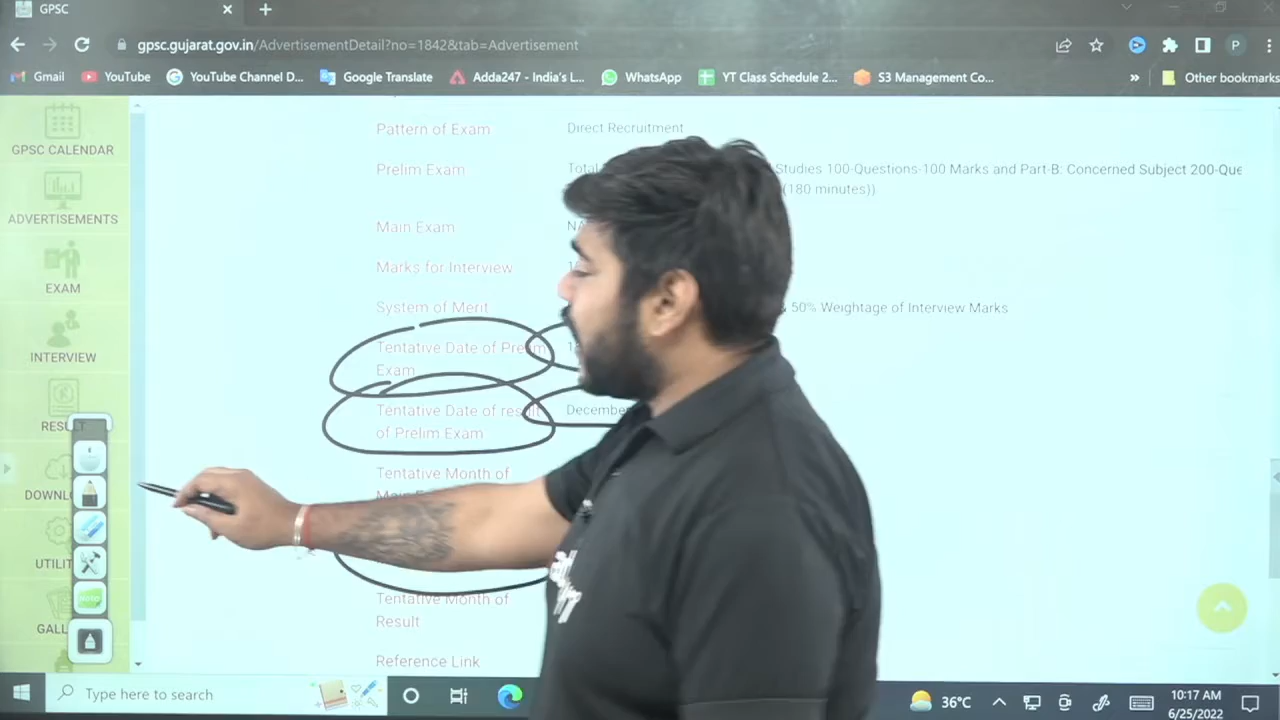 GPSC
gpsc.gujarat.gov.in/AdvertisementDetail?no=1842&tab=Advertisement
P
Gmail
YouTube
YouTube Channel D...
Google Translate
Adda247 - India's L...
WhatsApp
YT Class Schedule 2...
S3 Management Co...
»
Other bookmarks
GPSC CALENDAR
ADVERTISEMENTS
EXAM
INTERVIEW
Pattern of Exam
Direct Recruitment
Prelim Exam
Total
Studies 100-Questions-100 Marks and Part-B: Concerned Subject 200-Que
(180 minutes)).
Main Exam
NA
Marks for Interview
System of Merit
50% Weightage of Interview Marks
Tentative Date of Prelim
Exam
Tentative Date of result
of Prelim Exam
December
Tentative Month of
Tentative Month of
Result
Reference Link
Type here to search
36°C
10:17 AM
6/25/2022